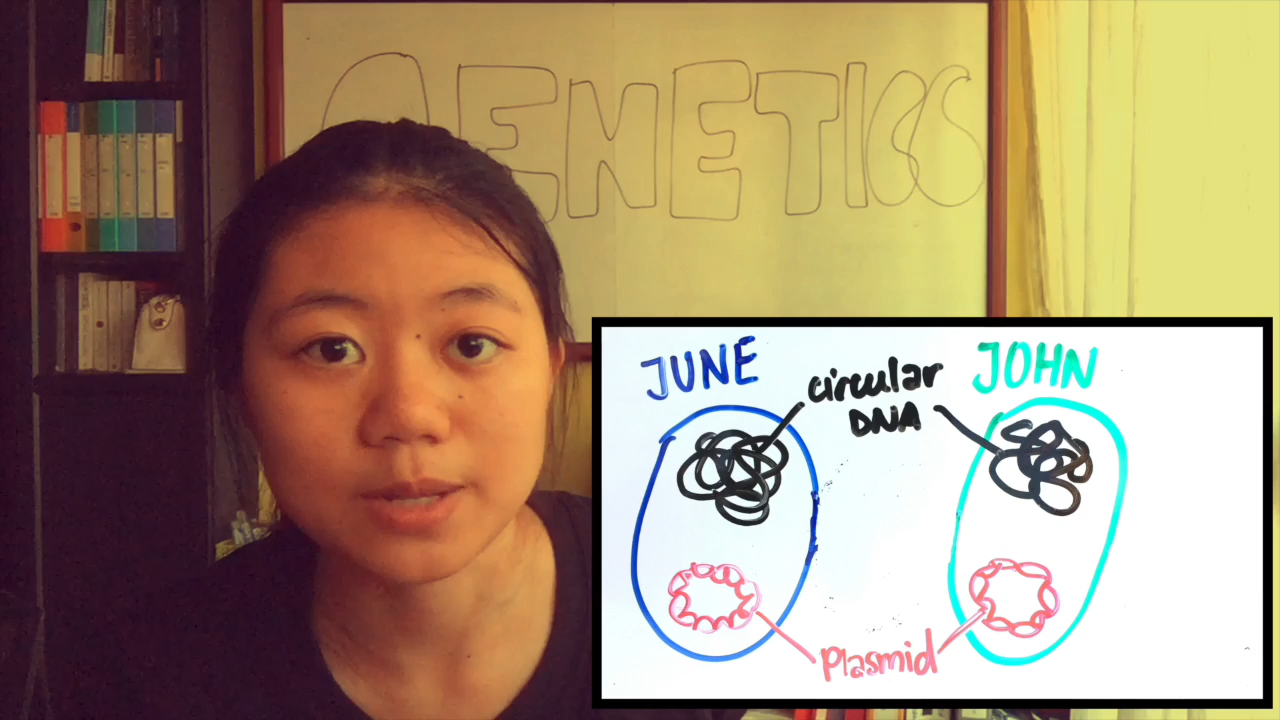 GENETICS
JUNE
circular
DNA
JOHN
plasmid